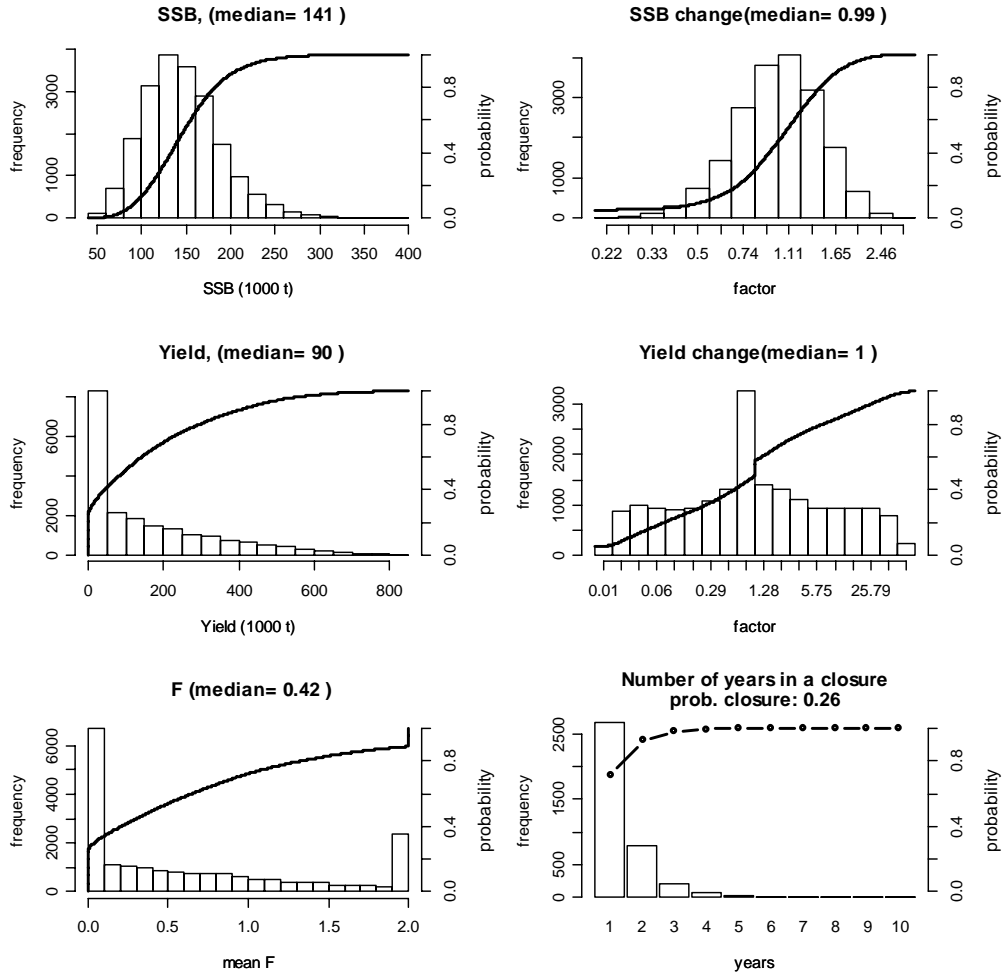 SSB, (median= 141 )
frequency
0 1000 3000
0.0 0.4 0.8
probability
50 100 150 200 250 300 350 400
SSB (1000 t)
SSB change(median= 0.99 )
frequency
0 1000 3000
0.0 0.4 0.8
probability
0.22 0.33 0.5 0.74 1.11 1.65 2.46
factor
Yield, (median= 90 )
frequency
0 2000 6000
0.0 0.4 0.8
probability
0 200 400 600 800
Yield (1000 t)
Yield change(median= 1 )
frequency
0 1000 2000 3000
0.0 0.4 0.8
probability
0.01 0.06 0.29 1.28 5.75 25.79
factor
F (median= 0.42 )
frequency
0 2000 4000 6000
0.0 0.4 0.8
probability
0.0 0.5 1.0 1.5 2.0
mean F
Number of years in a closure
prob. closure: 0.26
frequency
0 500 1500 2500
0.0 0.4 0.8
probability
1 2 3 4 5 6 7 8 9 10
years